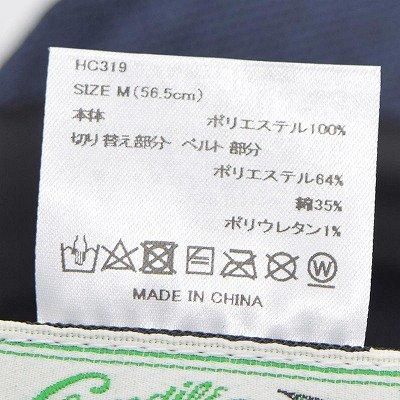 HC319
SIZE M(56.5cm)
本体 ポリエステル100%
切り替え部分 ベルト部分
ポリエステル64%
綿35%
ポリウレタン1%
W
MADE IN CHINA